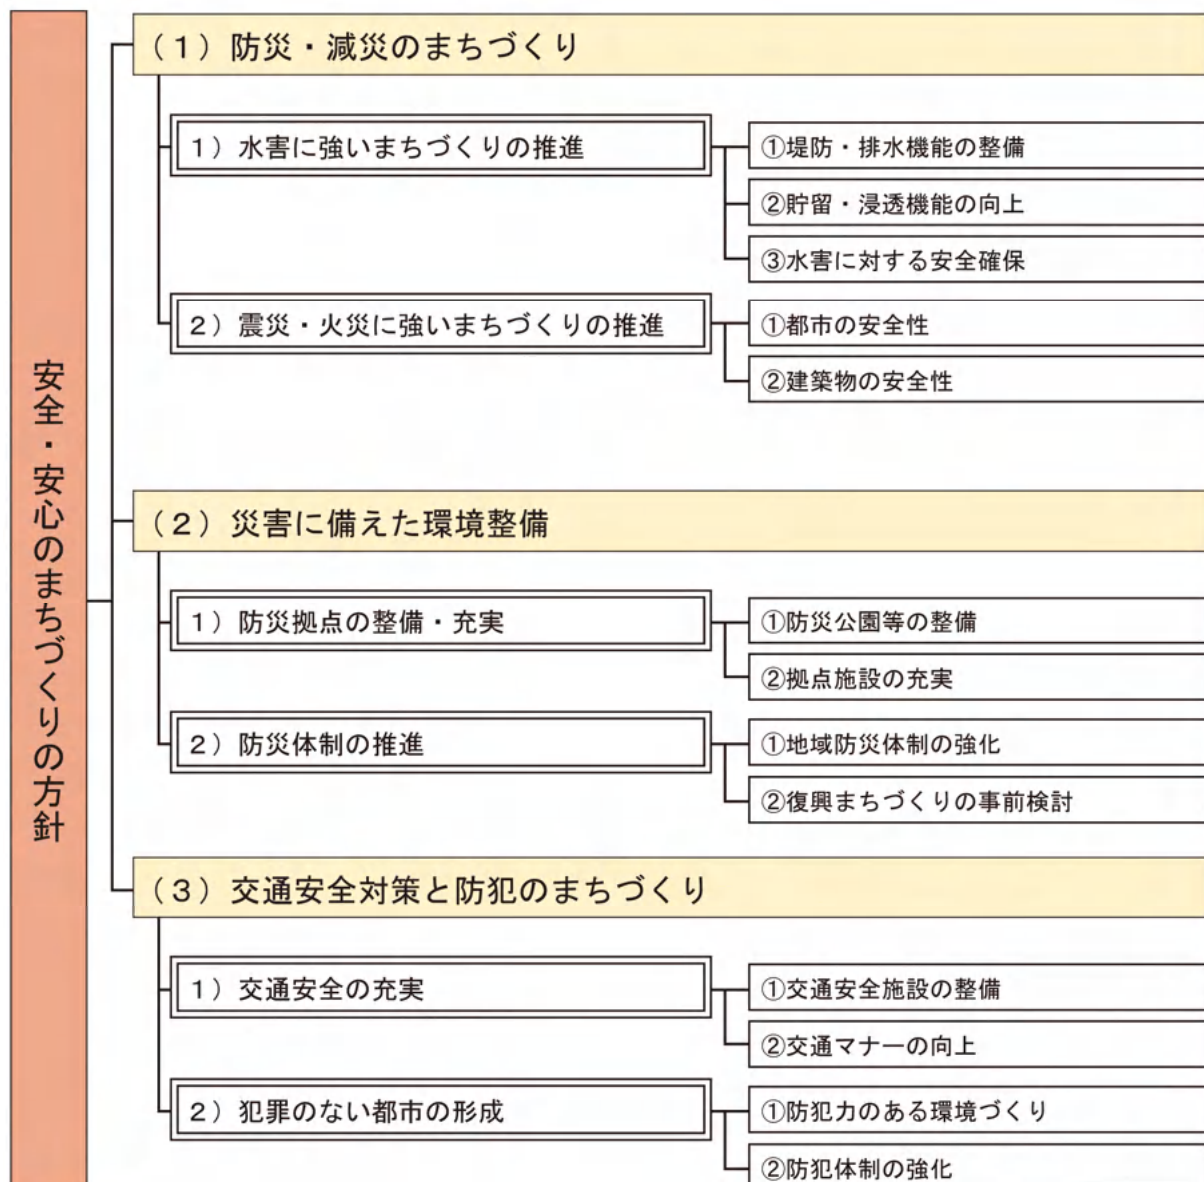 安全・安心のまちづくりの方針
（１）防災・減災のまちづくり
１）水害に強いまちづくりの推進
①堤防・排水機能の整備
②貯留・浸透機能の向上
③水害に対する安全確保
２）震災・火災に強いまちづくりの推進
①都市の安全性
②建築物の安全性
（２）災害に備えた環境整備
１）防災拠点の整備・充実
①防災公園等の整備
②拠点施設の充実
２）防災体制の推進
①地域防災体制の強化
②復興まちづくりの事前検討
（３）交通安全対策と防犯のまちづくり
１）交通安全の充実
①交通安全施設の整備
②交通マナーの向上
２）犯罪のない都市の形成
①防犯力のある環境づくり
②防犯体制の強化